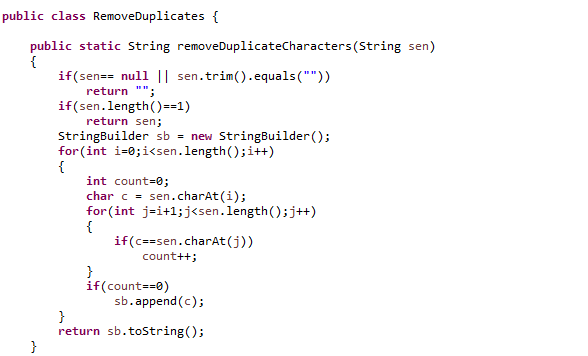 public class RemoveDuplicates {
public static String removeDuplicateCharacters(String sen)
{
if(sen== null || sen.trim().equals(""))
return "";
if(sen.length()==1)
return sen;
StringBuilder sb = new StringBuilder();
for(int i=0;i<sen.length();i++)
{
int count=0;
char c = sen.charAt(i);
for(int j=i+1;j<sen.length();j++)
{
if(c==sen.charAt(j))
count++;
}
if(count==0)
sb.append(c);
}
return sb.toString();
}